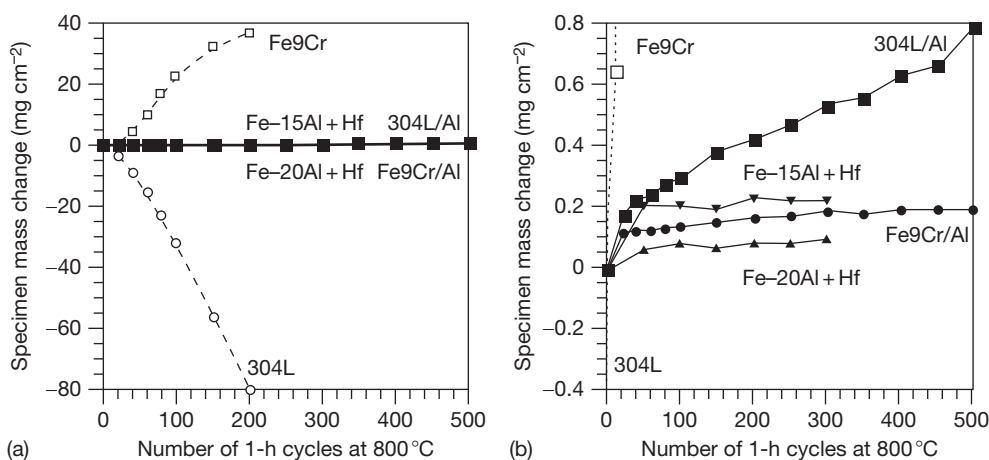 40
20
0
−20
−40
−60
−80
Specimen mass change (mg cm−2)
Fe9Cr
Fe–15Al + Hf 304L/Al
Fe–20Al + Hf Fe9Cr/Al
304L
0 100 200 300 400 500
Number of 1-h cycles at 800 °C
(a)
0.8
0.6
0.4
0.2
0
−0.2
−0.4
Specimen mass change (mg cm−2)
Fe9Cr
304L/Al
Fe–15Al + Hf
Fe9Cr/Al
Fe–20Al + Hf
304L
0 100 200 300 400 500
Number of 1-h cycles at 800 °C
(b)